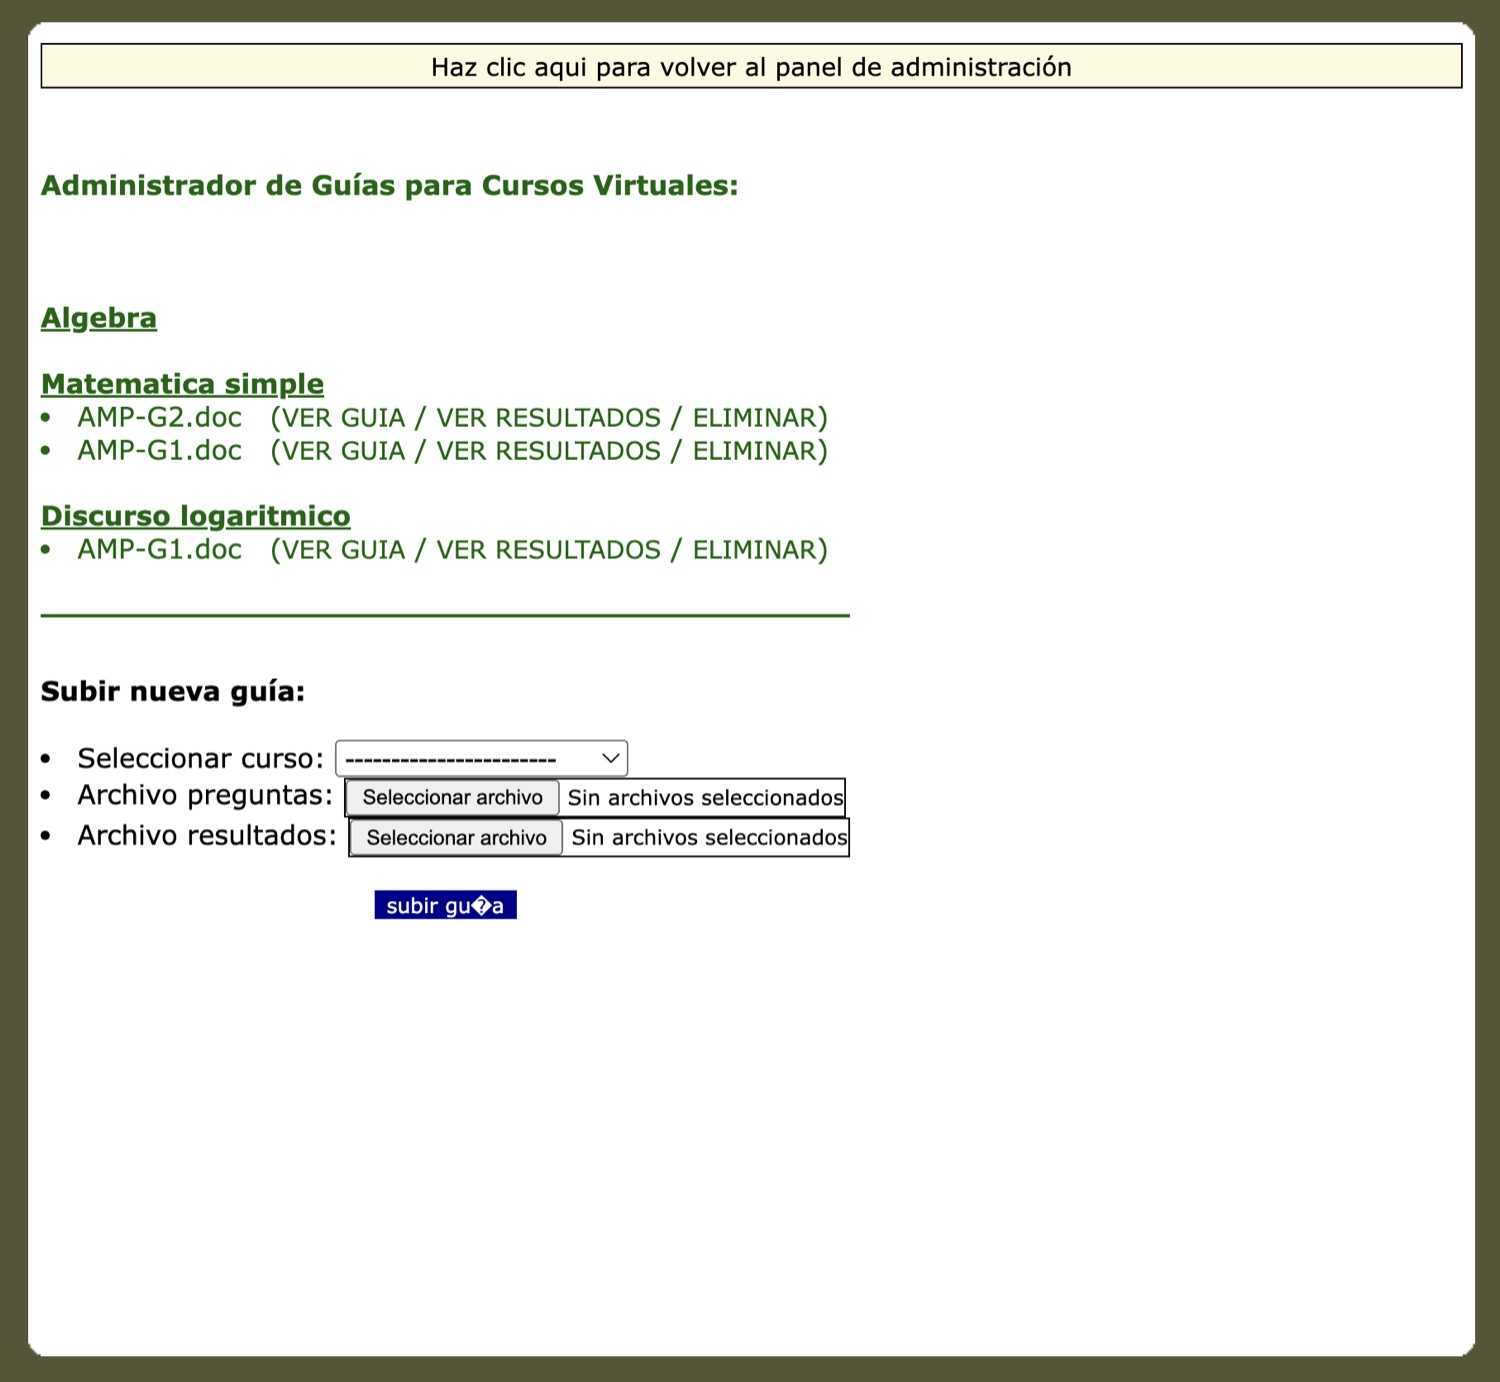 Haz clic aqui para volver al panel de administración
Administrador de Guías para Cursos Virtuales:
Algebra
Matematica simple
• AMP-G2.doc (VER GUIA / VER RESULTADOS / ELIMINAR)
• AMP-G1.doc (VER GUIA / VER RESULTADOS / ELIMINAR)
Discurso logaritmico
• AMP-G1.doc (VER GUIA / VER RESULTADOS / ELIMINAR)
Subir nueva guía:
• Seleccionar curso: -----------------------
• Archivo preguntas: Seleccionar archivo Sin archivos seleccionados
• Archivo resultados: Seleccionar archivo Sin archivos seleccionados
subir gu�a